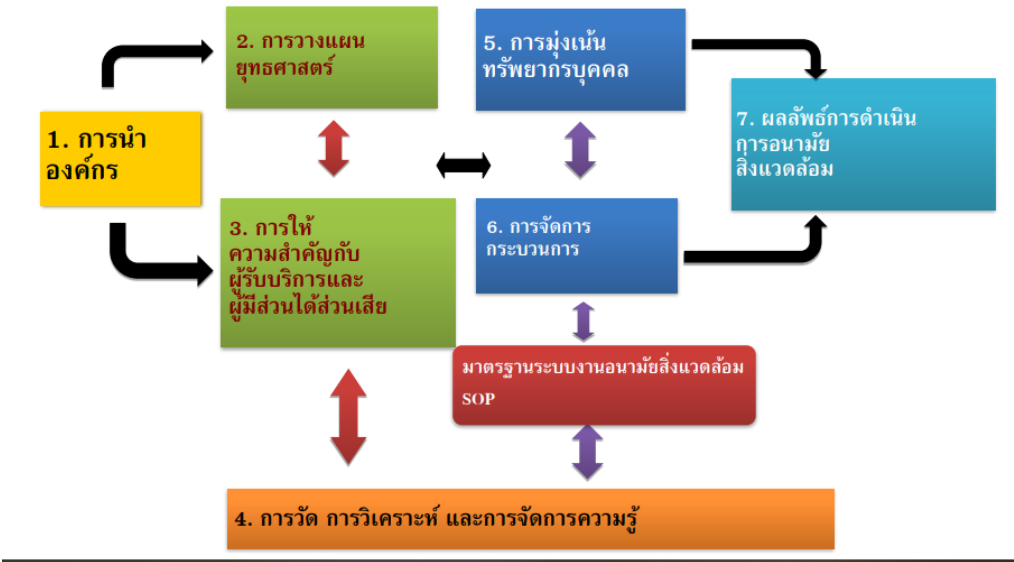 1. การนำ
องค์กร
2. การวางแผน
ยุทธศาสตร์
3. การให้
ความสำคัญกับ
ผู้รับบริการและ
ผู้มีส่วนได้ส่วนเสีย
4. การวัด การวิเคราะห์ และการจัดการความรู้
5. การมุ่งเน้น
ทรัพยากรบุคคล
6. การจัดการ
กระบวนการ
มาตรฐานระบบงานอนามัยสิ่งแวดล้อม
SOP
7. ผลลัพธ์การดำเนิน
การอนามัย
สิ่งแวดล้อม